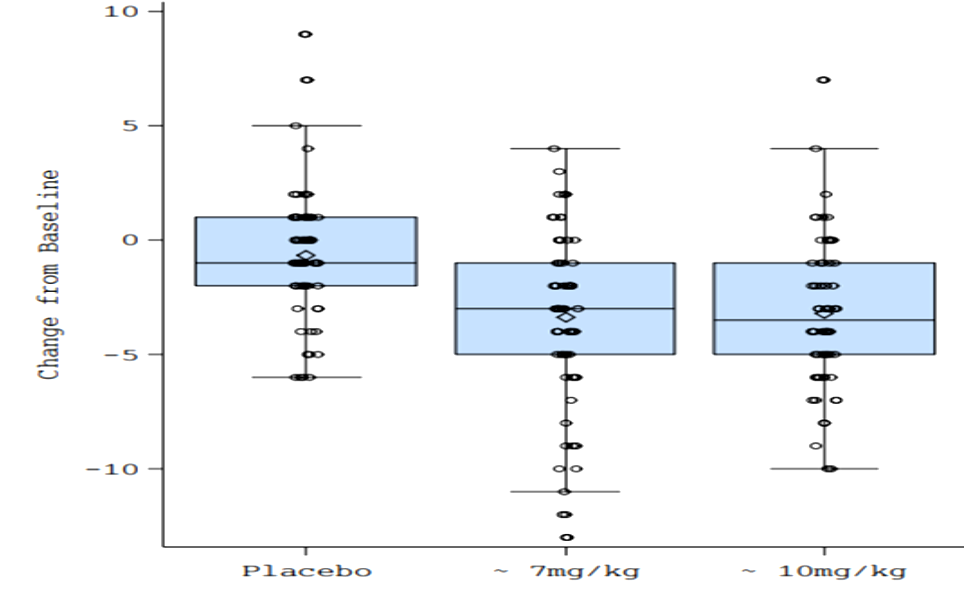 Change from Baseline
10
5
0
−5
−10
Placebo
~ 7mg/kg
~ 10mg/kg